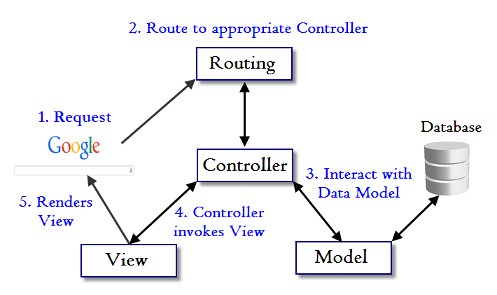 2. Route to appropriate Controller
Routing
1. Request
Google
Database
Controller
3. Interact with
Data Model
5. Renders
View
4. Controller
invokes View
View
Model